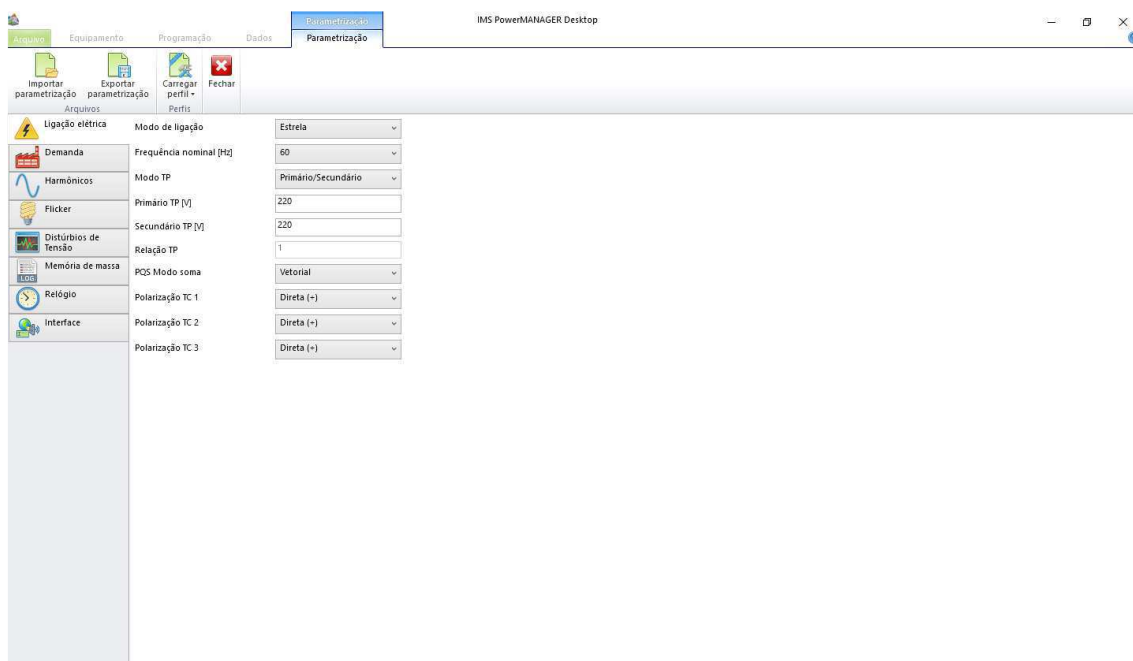 IMS PowerMANAGER Desktop
Parametrização
Arquivo Equipamento Programação Dados Parametrização
Importar parametrização
Exportar parametrização
Carregar perfil
Fechar
Arquivos Perfis
Ligação elétrica
Demanda
Harmônicos
Flicker
Distúrbios de
Tensão
Memória de massa
LOG
Relógio
Interface
Modo de ligação Estrela
Frequência nominal [Hz] 60
Modo TP Primário/Secundário
Primário TP [V] 220
Secundário TP [V] 220
Relação TP 1
PQS Modo soma Vetorial
Polarização TC 1 Direta (+)
Polarização TC 2 Direta (+)
Polarização TC 3 Direta (+)